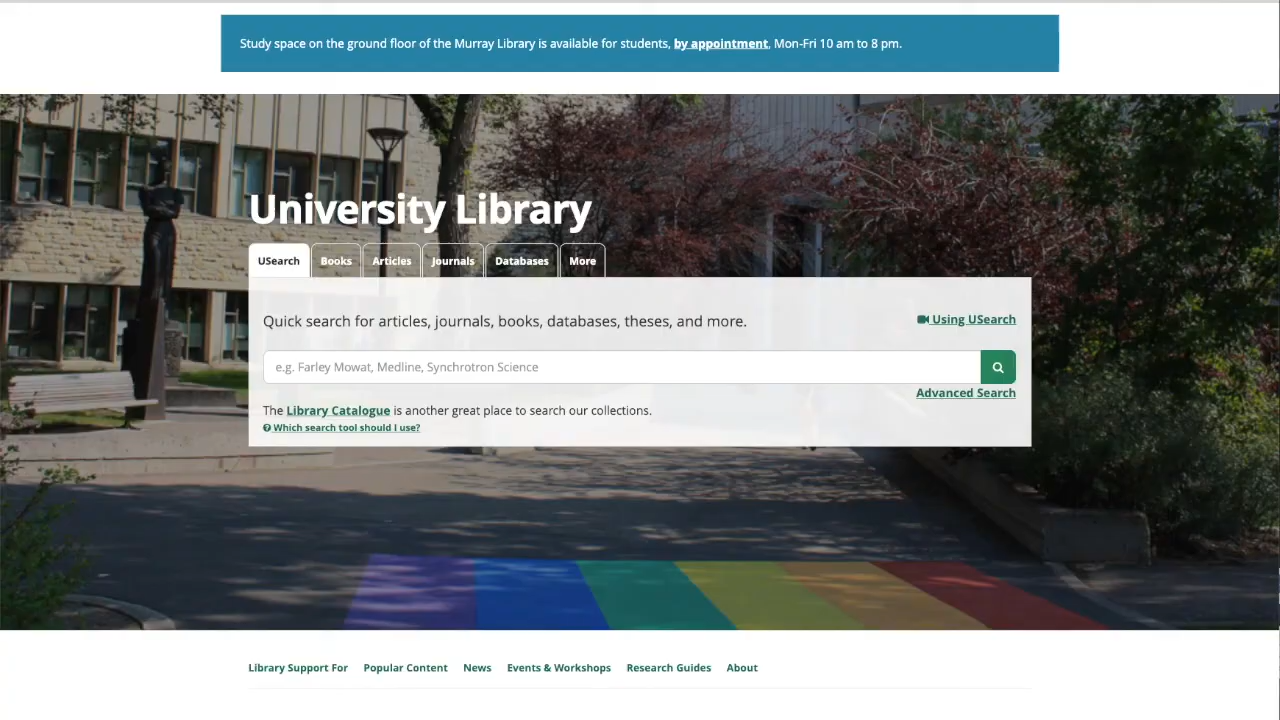 Study space on the ground floor of the Murray Library is available for students, by appointment, Mon-Fri 10 am to 8 pm.
University Library
USearch Books Articles Journals Databases More
Quick search for articles, journals, books, databases, theses, and more.
Using USearch
e.g. Farley Mowat, Medline, Synchrotron Science
Advanced Search
The Library Catalogue is another great place to search our collections.
Which search tool should I use?
Library Support For Popular Content News Events & Workshops Research Guides About